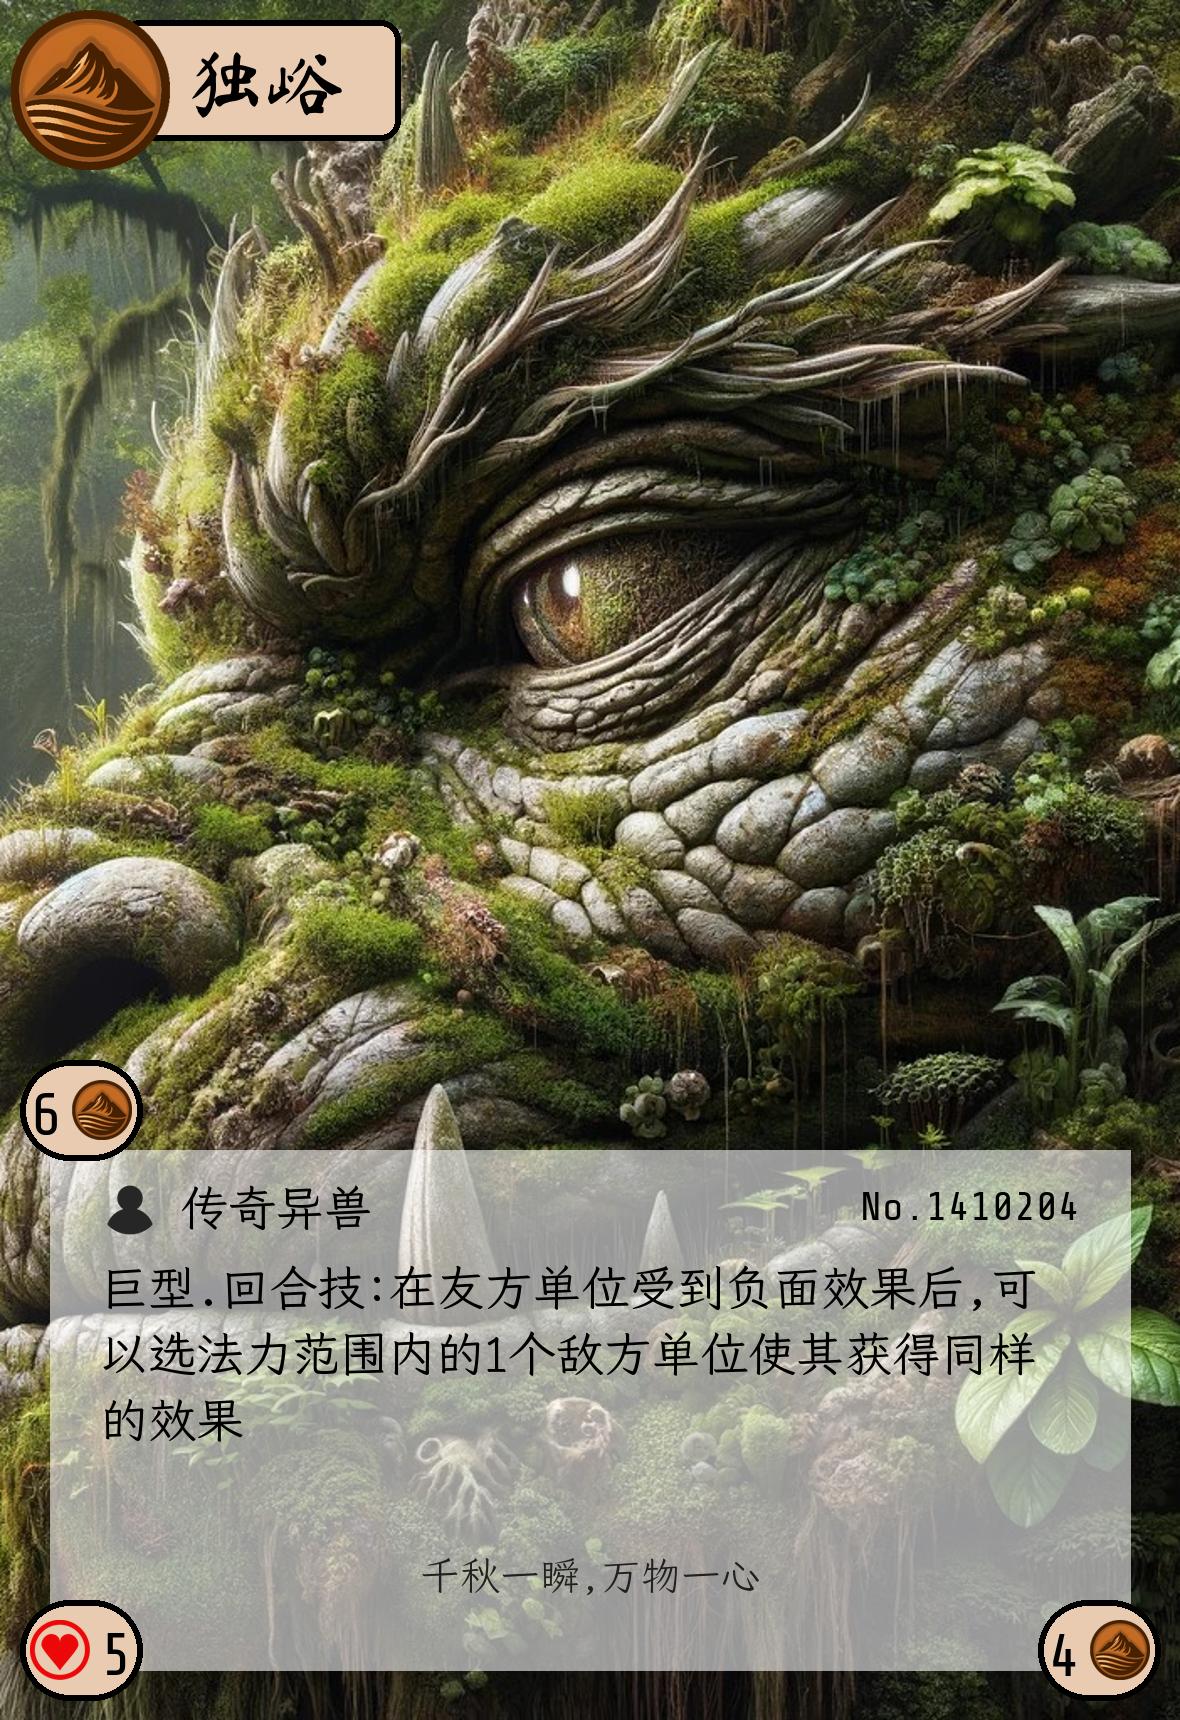 独峪
6
传奇异兽
No.1410204
巨型.回合技:在友方单位受到负面效果后,可
以选法力范围内的1个敌方单位使其获得同样
的效果
千秋一瞬,万物一心
5
4